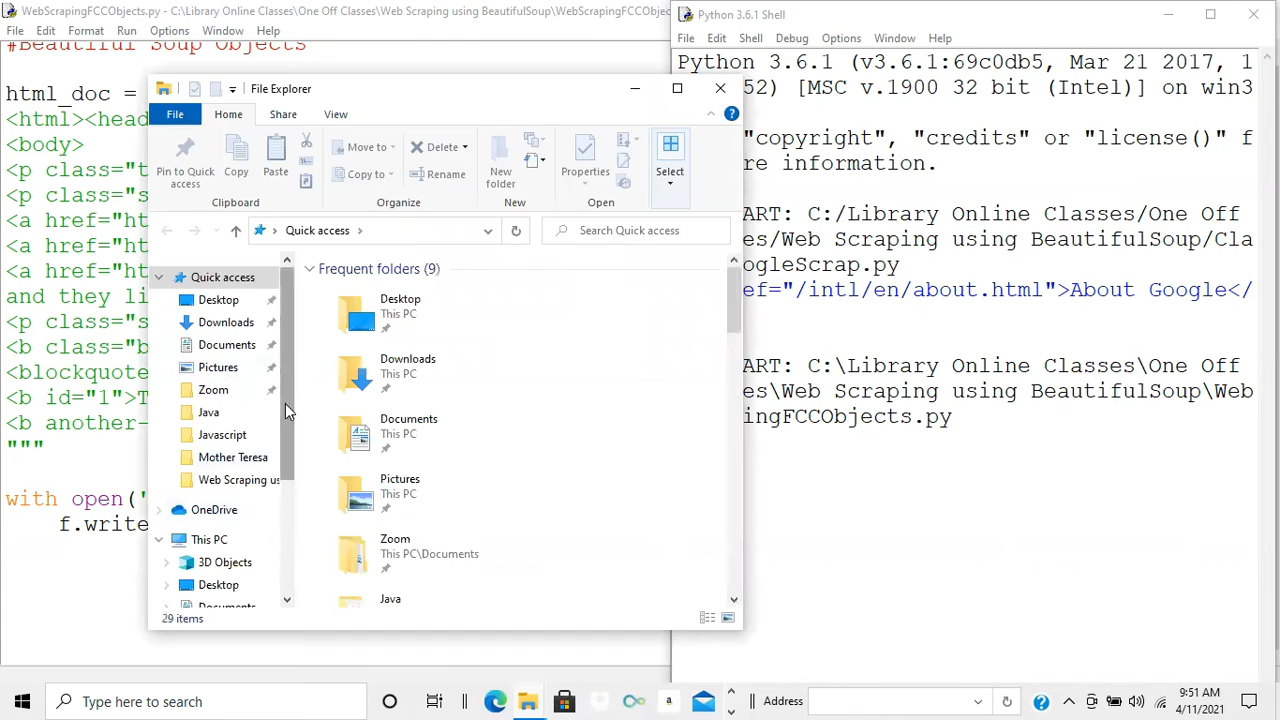 WebScrapingFCCObjects.py - C:\Library Online Classes\One Off Classes\Web Scraping using BeautifulSoup\WebScrapingFCCObjec
File Edit Format Run Options Window Help
#Beautiful Soup Objects
html_doc =
<html><head
<body>
<p class="t
<p class="s
<a href="ht
<a href="ht
<a href="ht
and they li
<p class="s
<b class="b
<blockquote
<b id="1">T
<b another-
"""
with open('
f.write
File Explorer
File Home Share View
Pin to Quick access
Copy
Paste
Move to
Copy to
Delete
Rename
New folder
Properties
Select
Clipboard Organize New Open
Quick access
Search Quick access
Quick access
Desktop
Downloads
Documents
Pictures
Zoom
Java
Javascript
Mother Teresa
Web Scraping us
OneDrive
This PC
3D Objects
Desktop
Documents
Frequent folders (9)
Desktop
This PC
Downloads
This PC
Documents
This PC
Pictures
This PC
Zoom
This PC\Documents
Java
29 items
Python 3.6.1 Shell
File Edit Shell Debug Options Window Help
Python 3.6.1 (v3.6.1:69c0db5, Mar 21 2017, 1
52) [MSC v.1900 32 bit (Intel)] on win3
"copyright", "credits" or "license()" f
re information.
ART: C:/Library Online Classes/One Off
es/Web Scraping using BeautifulSoup/Cla
ogleScrap.py
ef="/intl/en/about.html">About Google</
ART: C:\Library Online Classes\One Off
es\Web Scraping using BeautifulSoup\Web
ingFCCObjects.py
Type here to search
Address
9:51 AM
4/11/2021